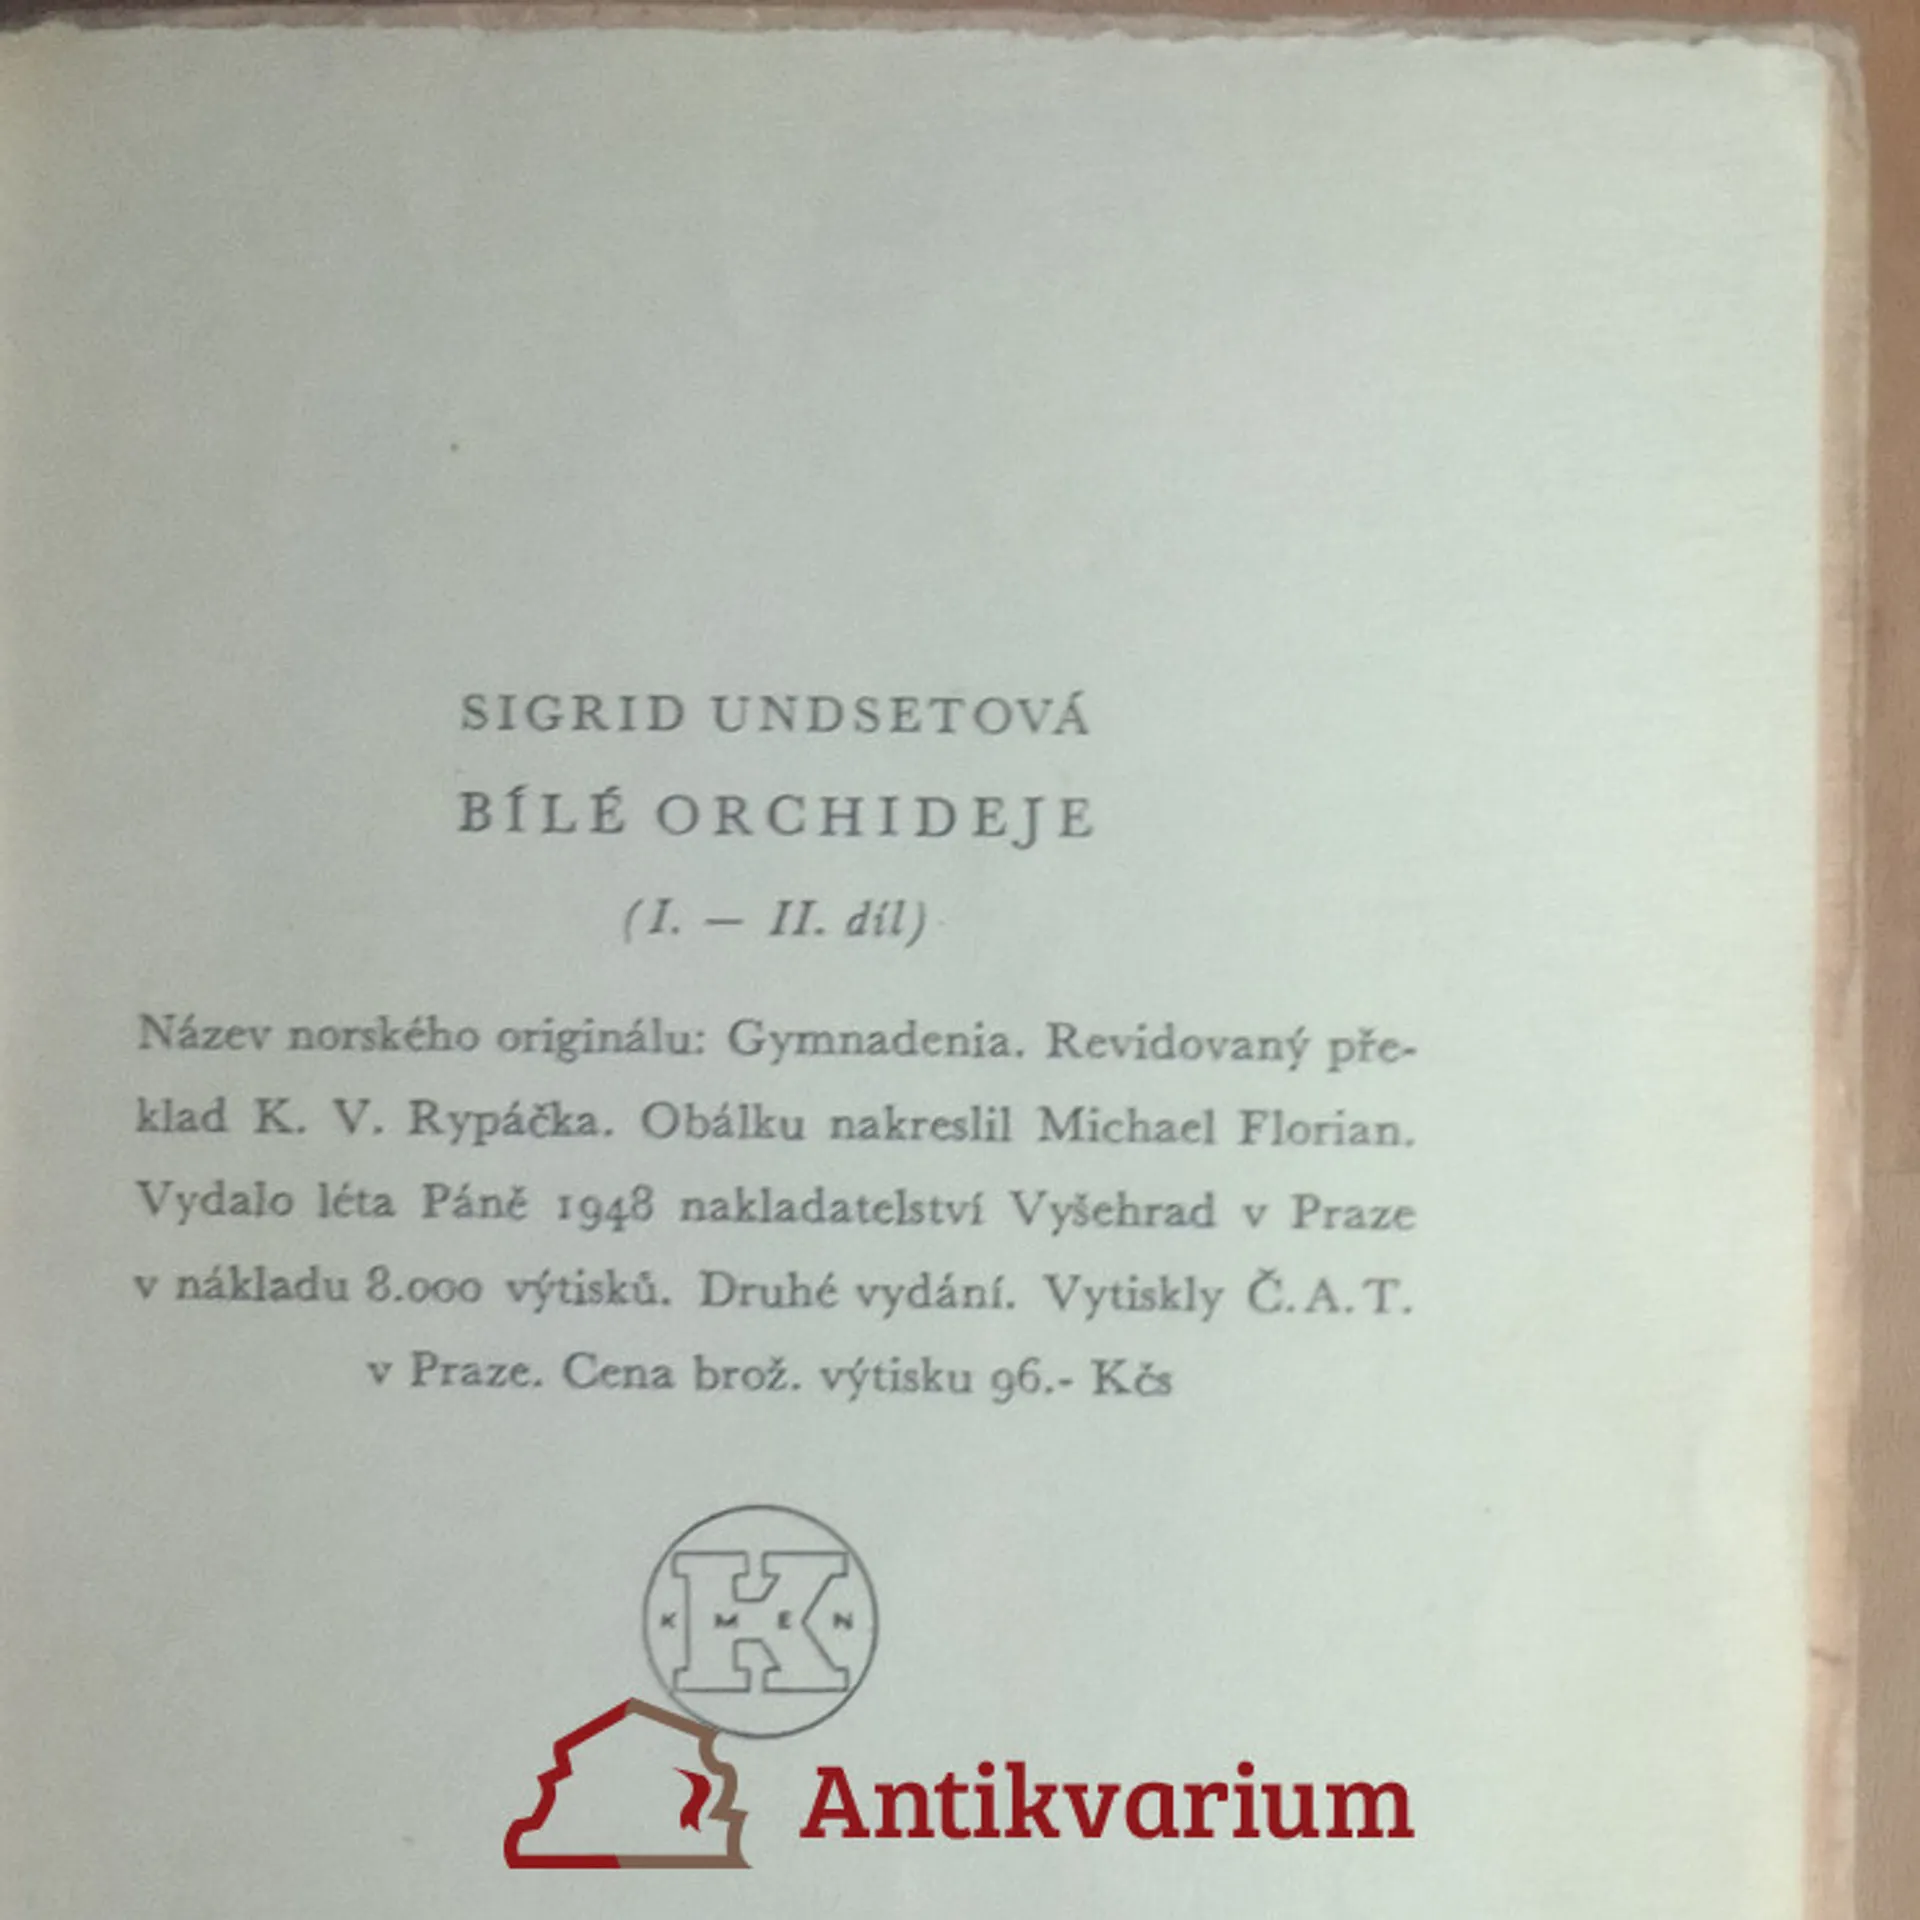 SIGRID UNDSETOVÁ
BÍLÉ ORCHIDEJE
(I. — II. díl)
Název norského originálu: Gymnadenia. Revidovaný pře-
klad K. V. Rypáčka. Obálku nakreslil Michael Florian.
Vydalo léta Páně 1948 nakladatelství Vyšehrad v Praze
v nákladu 8.000 výtisků. Druhé vydání. Vytiskly Č.A.T.
v Praze. Cena brož. výtisku 96.- Kčs
K M E N
Antikvarium